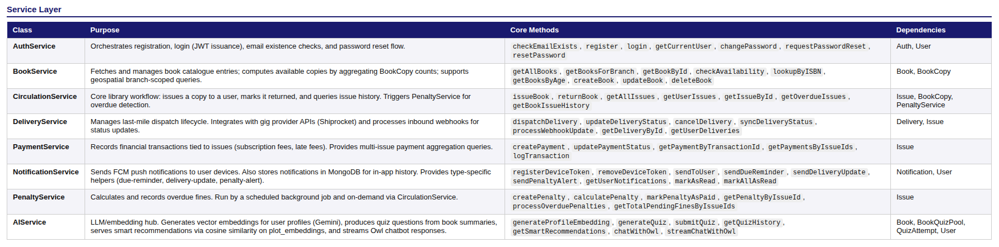 Service Layer
Class Purpose Core Methods Dependencies
AuthService Orchestrates registration, login (JWT issuance), email existence checks, and password reset flow. checkEmailExists, register, login, getCurrentUser, changePassword, requestPasswordReset, Auth, User
resetPassword
BookService Fetches and manages book catalogue entries; computes available copies by aggregating BookCopy counts; supports getAllBooks, getBooksForBranch, getBookById, checkAvailability, lookupByISBN, Book, BookCopy
geospatial branch-scoped queries. getBooksByAge, createBook, updateBook, deleteBook
CirculationService Core library workflow: issues a copy to a user, marks it returned, and queries issue history. Triggers PenaltyService for issueBook, returnBook, getAllIssues, getUserIssues, getIssueById, getOverdueIssues, Issue, BookCopy,
overdue detection. getBookIssueHistory PenaltyService
DeliveryService Manages last-mile dispatch lifecycle. Integrates with gig provider APIs (Shiprocket) and processes inbound webhooks for dispatchDelivery, updateDeliveryStatus, cancelDelivery, syncDeliveryStatus, Delivery, Issue
status updates. processWebhookUpdate, getDeliveryById, getUserDeliveries
PaymentService Records financial transactions tied to issues (subscription fees, late fees). Provides multi-issue payment aggregation queries. createPayment, updatePaymentStatus, getPaymentByTransactionId, getPaymentsByIssueIds, Issue
logTransaction
NotificationService Sends FCM push notifications to user devices. Also stores notifications in MongoDB for in-app history. Provides type-specific registerDeviceToken, removeDeviceToken, sendToUser, sendDueReminder, sendDeliveryUpdate, Notification, User
helpers (due-reminder, delivery-update, penalty-alert). sendPenaltyAlert, getUserNotifications, markAsRead, markAllAsRead
PenaltyService Calculates and records overdue fines. Run by a scheduled background job and on-demand via CirculationService. createPenalty, calculatePenalty, markPenaltyAsPaid, getPenaltyByIssueId, Issue
processOverduePenalties, getTotalPendingFinesByIssueIds
AIService LLM/embedding hub. Generates vector embeddings for user profiles (Gemini), produces quiz questions from book summaries, generateProfileEmbedding, generateQuiz, submitQuiz, getQuizHistory, Book, BookQuizPool,
serves smart recommendations via cosine similarity on plot_embeddings, and streams Owl chatbot responses. getSmartRecommendations, chatWithOwl, streamChatWithOwl QuizAttempt, User